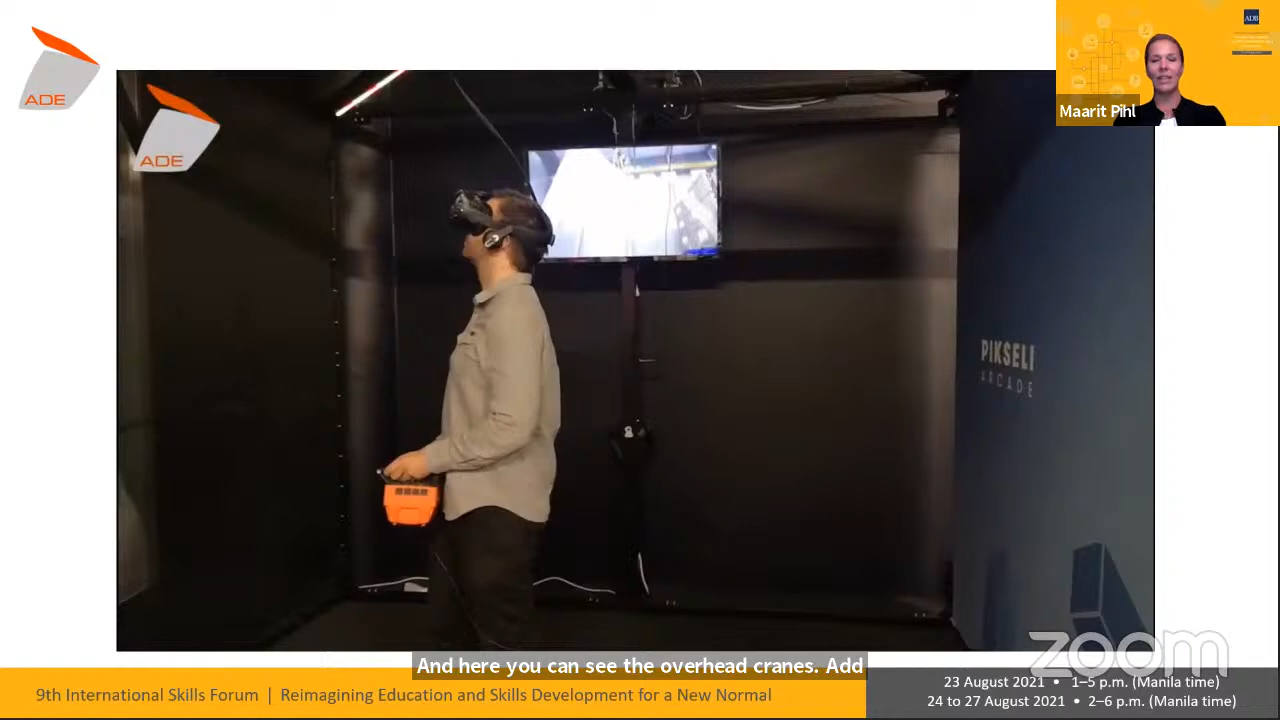 ADE
ADE
ADB
Maarit Pihl
PIKSELI
ARCADE
zoom
And here you can see the overhead cranes. Add
9th International Skills Forum | Reimagining Education and Skills Development for a New Normal
23 August 2021 • 1–5 p.m. (Manila time)
24 to 27 August 2021 • 2–6 p.m. (Manila time)